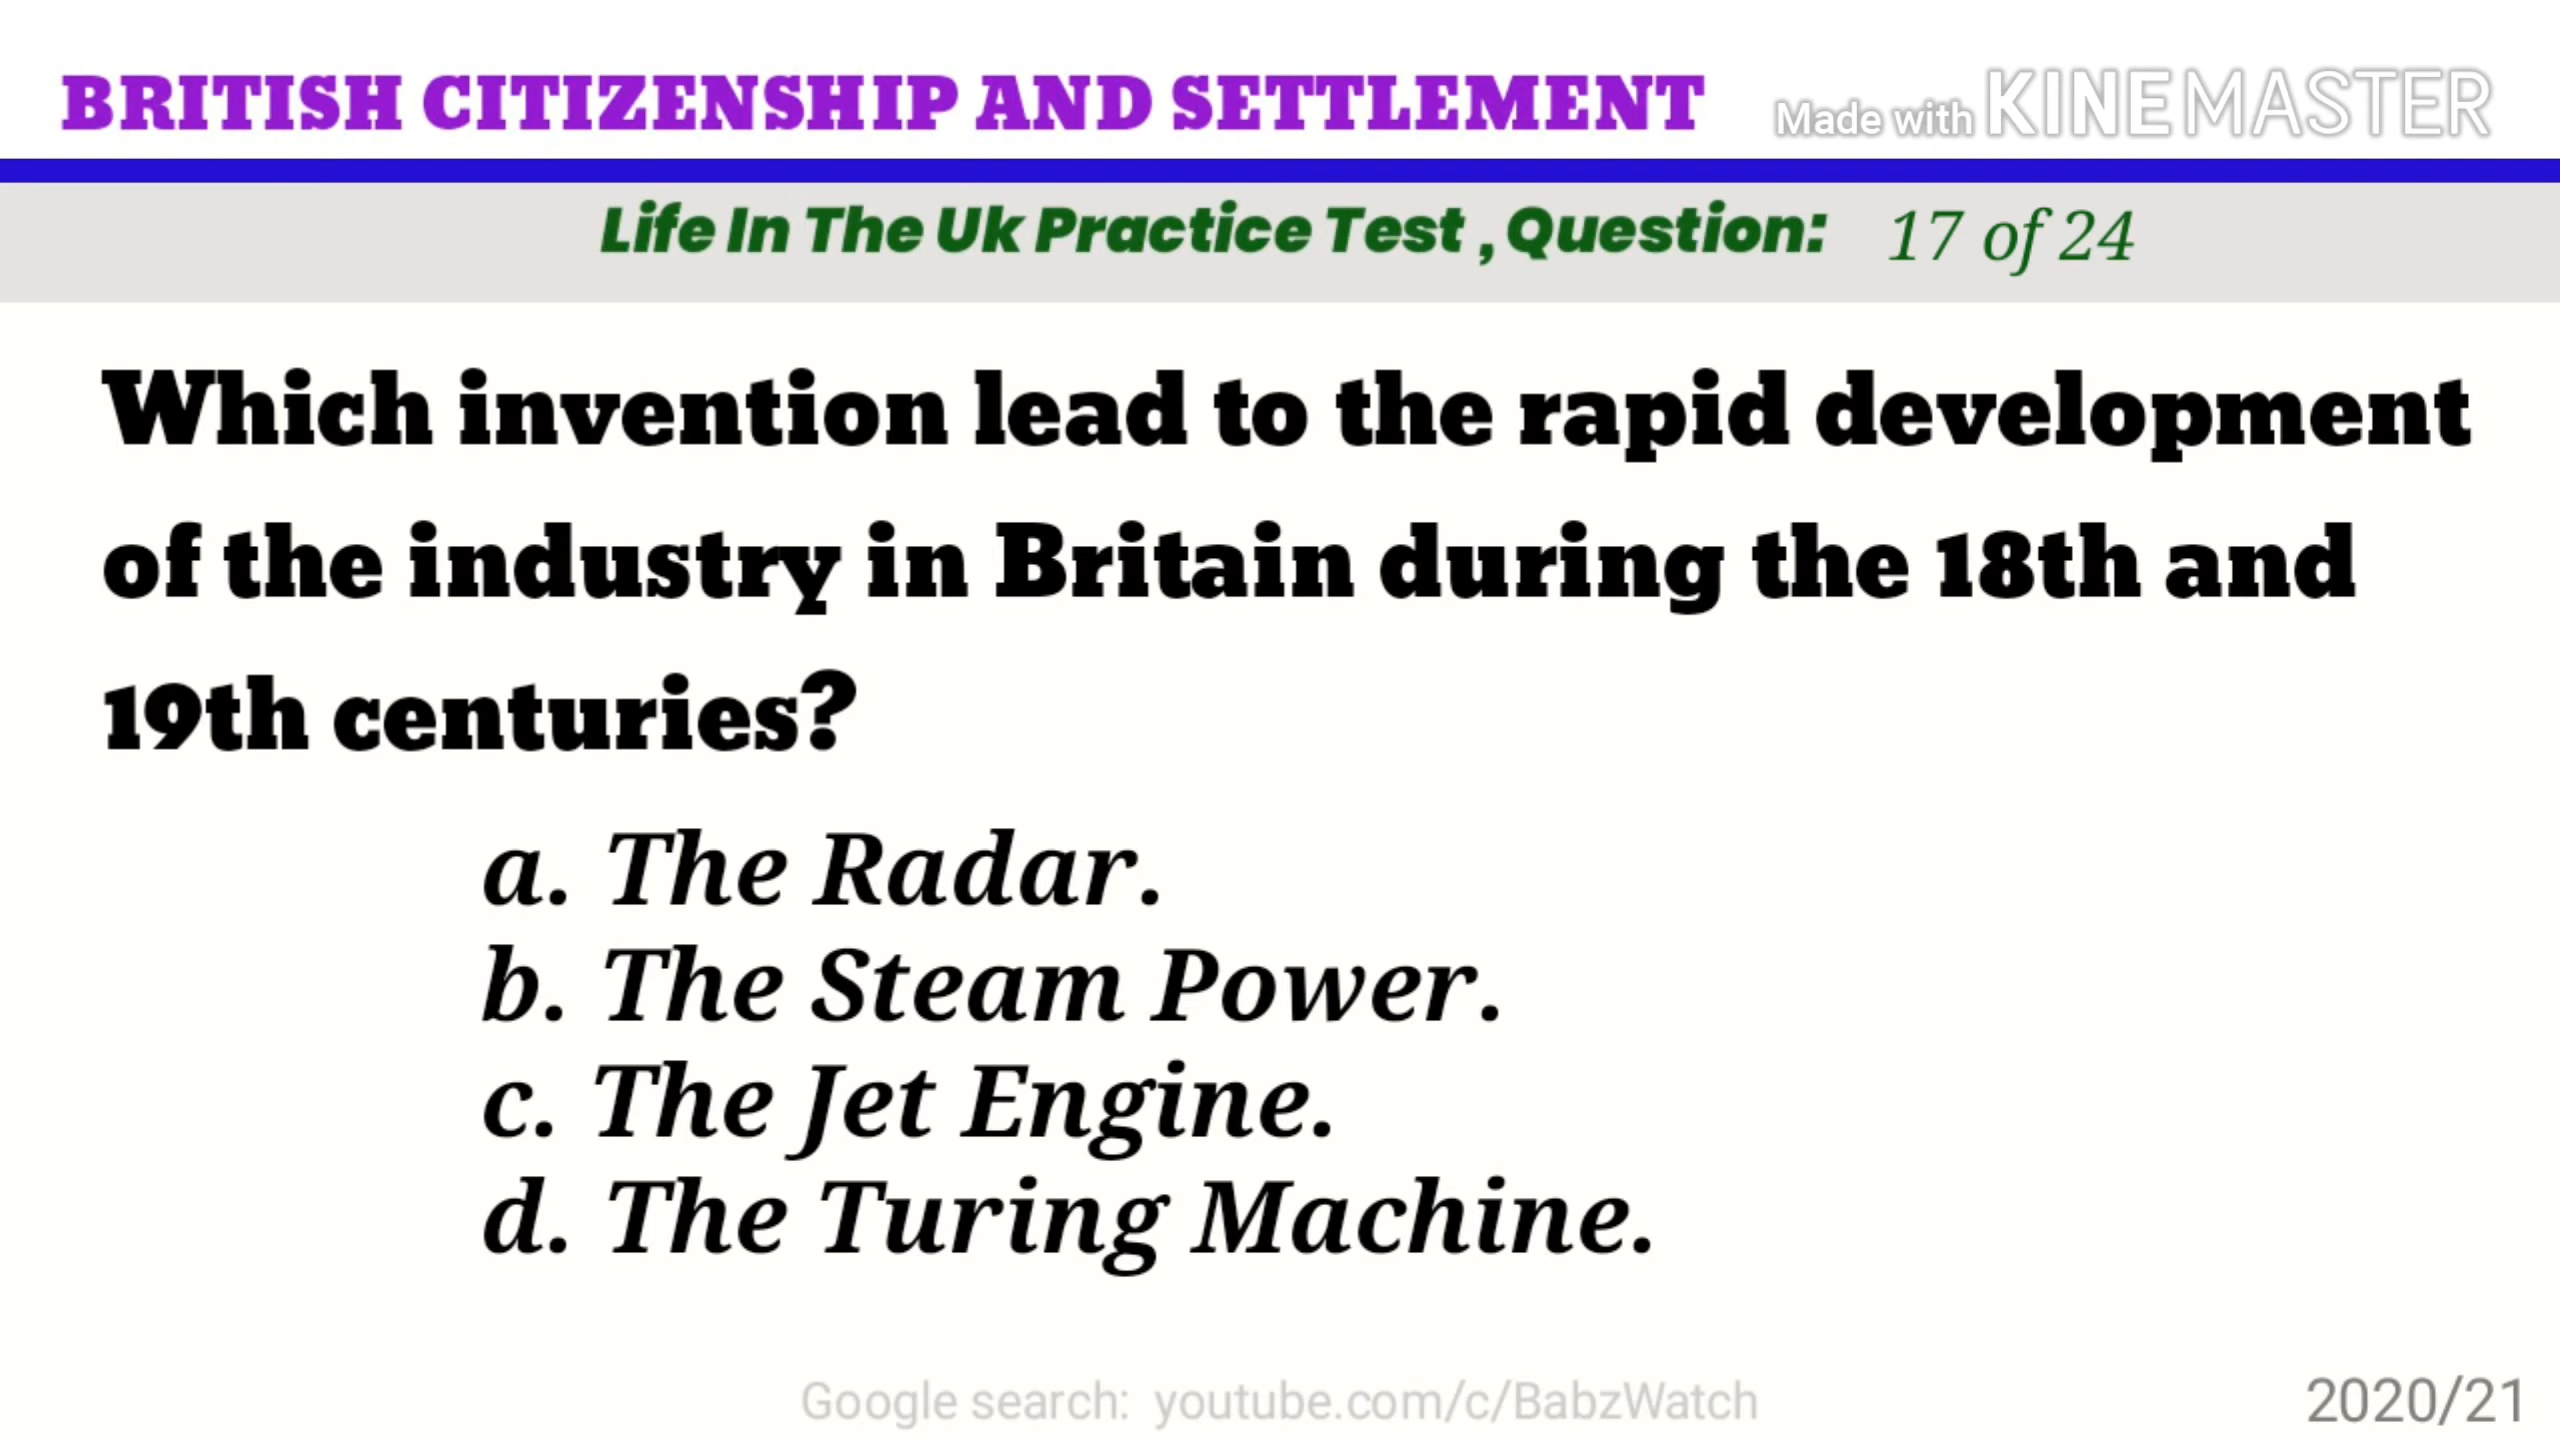 BRITISH CITIZENSHIP AND SETTLEMENT Made with KINEMASTER
Life In The Uk Practice Test , Question: 17 of 24
Which invention lead to the rapid development
of the industry in Britain during the 18th and
19th centuries?
a. The Radar.
b. The Steam Power.
c. The Jet Engine.
d. The Turing Machine.
Google search: youtube.com/c/BabzWatch 2020/21